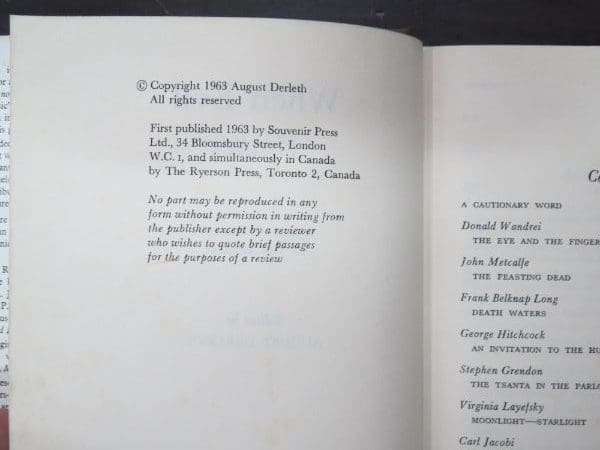 © Copyright 1963 August Derleth
All rights reserved
First published 1963 by Souvenir Press
Ltd., 34 Bloomsbury Street, London
W.C. 1, and simultaneously in Canada
by The Ryerson Press, Toronto 2, Canada
No part may be reproduced in any
form without permission in writing from
the publisher except by a reviewer
who wishes to quote brief passages
for the purposes of a review
A CAUTIONARY WORD
Donald Wandrei
THE EYE AND THE FINGER
John Metcalfe
THE FEASTING DEAD
Frank Belknap Long
DEATH WATERS
George Hitchcock
AN INVITATION TO THE
Stephen Grendon
THE TSANTA IN THE
Virginia Layefsky
MOONLIGHT—STARLIGHT
Carl Jacobi